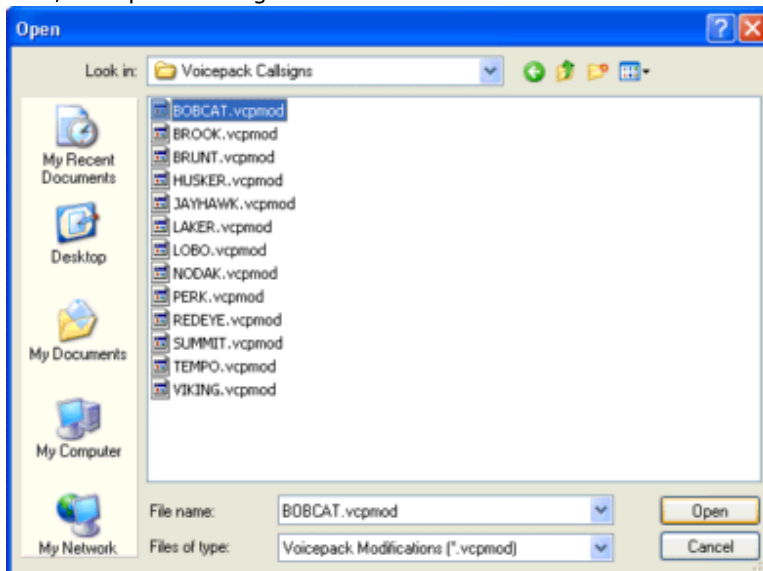 Open
Look in: Voicepack Callsigns
My Recent
Documents
Desktop
My Documents
My Computer
My Network
BOBCAT.vcpmod
BROOK.vcpmod
BRUNT.vcpmod
HUSKER.vcpmod
JAYHAWK.vcpmod
LAKER.vcpmod
LOBO.vcpmod
NODAK.vcpmod
PERK.vcpmod
REDEYE.vcpmod
SUMMIT.vcpmod
TEMPO.vcpmod
VIKING.vcpmod
File name: BOBCAT.vcpmod Open
Files of type: Voicepack Modifications (*.vcpmod) Cancel